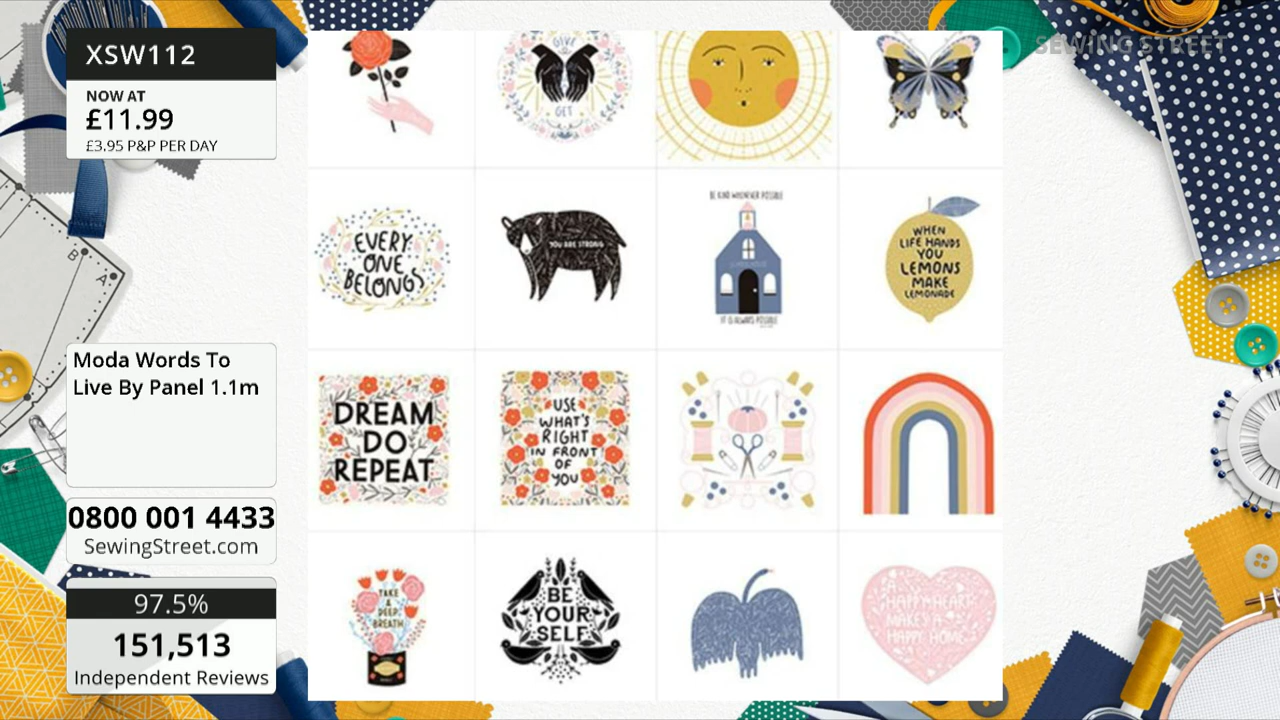 XSW112
NOW AT
£11.99
£3.95 P&P PER DAY
SEWING STREET
GIVE
GET
EVERY
ONE
BELONGS
YOU ARE STRONG
BE KIND WHENEVER POSSIBLE
IT IS ALWAYS POSSIBLE
WHEN
LIFE HANDS
YOU
LEMONS
MAKE
LEMONADE
B
A
Moda Words To
Live By Panel 1.1m
DREAM
DO
REPEAT
USE
WHAT'S
RIGHT
IN FRONT
OF
YOU
0800 001 4433
SewingStreet.com
97.5%
151,513
Independent Reviews
TAKE
A
DEEP
BREATH
BE
YOUR
SELF
A
HAPPY HEART
MAKES A
HAPPY HOME